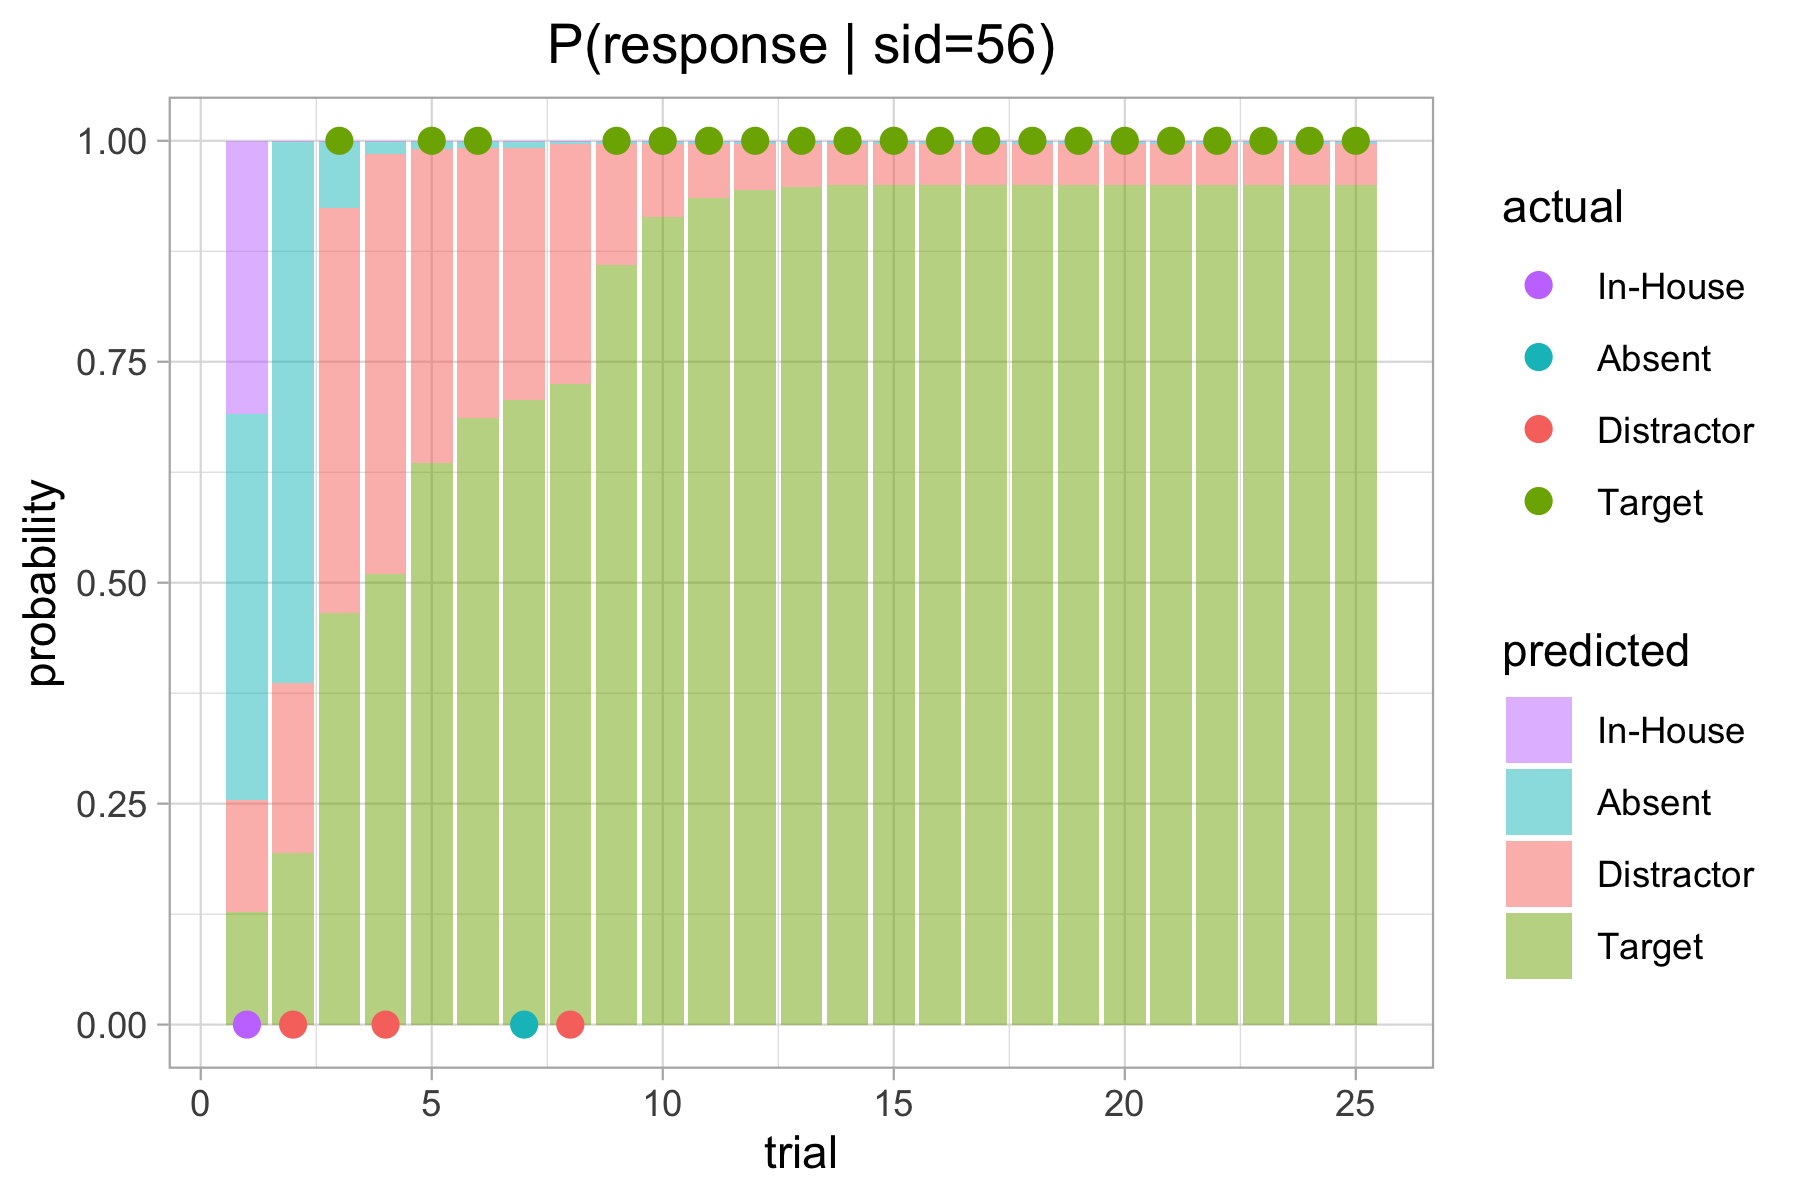 P(response | sid=56)
1.00
0.75
0.50
0.25
0.00
probability
0 5 10 15 20 25
trial
actual
In-House
Absent
Distractor
Target
predicted
In-House
Absent
Distractor
Target